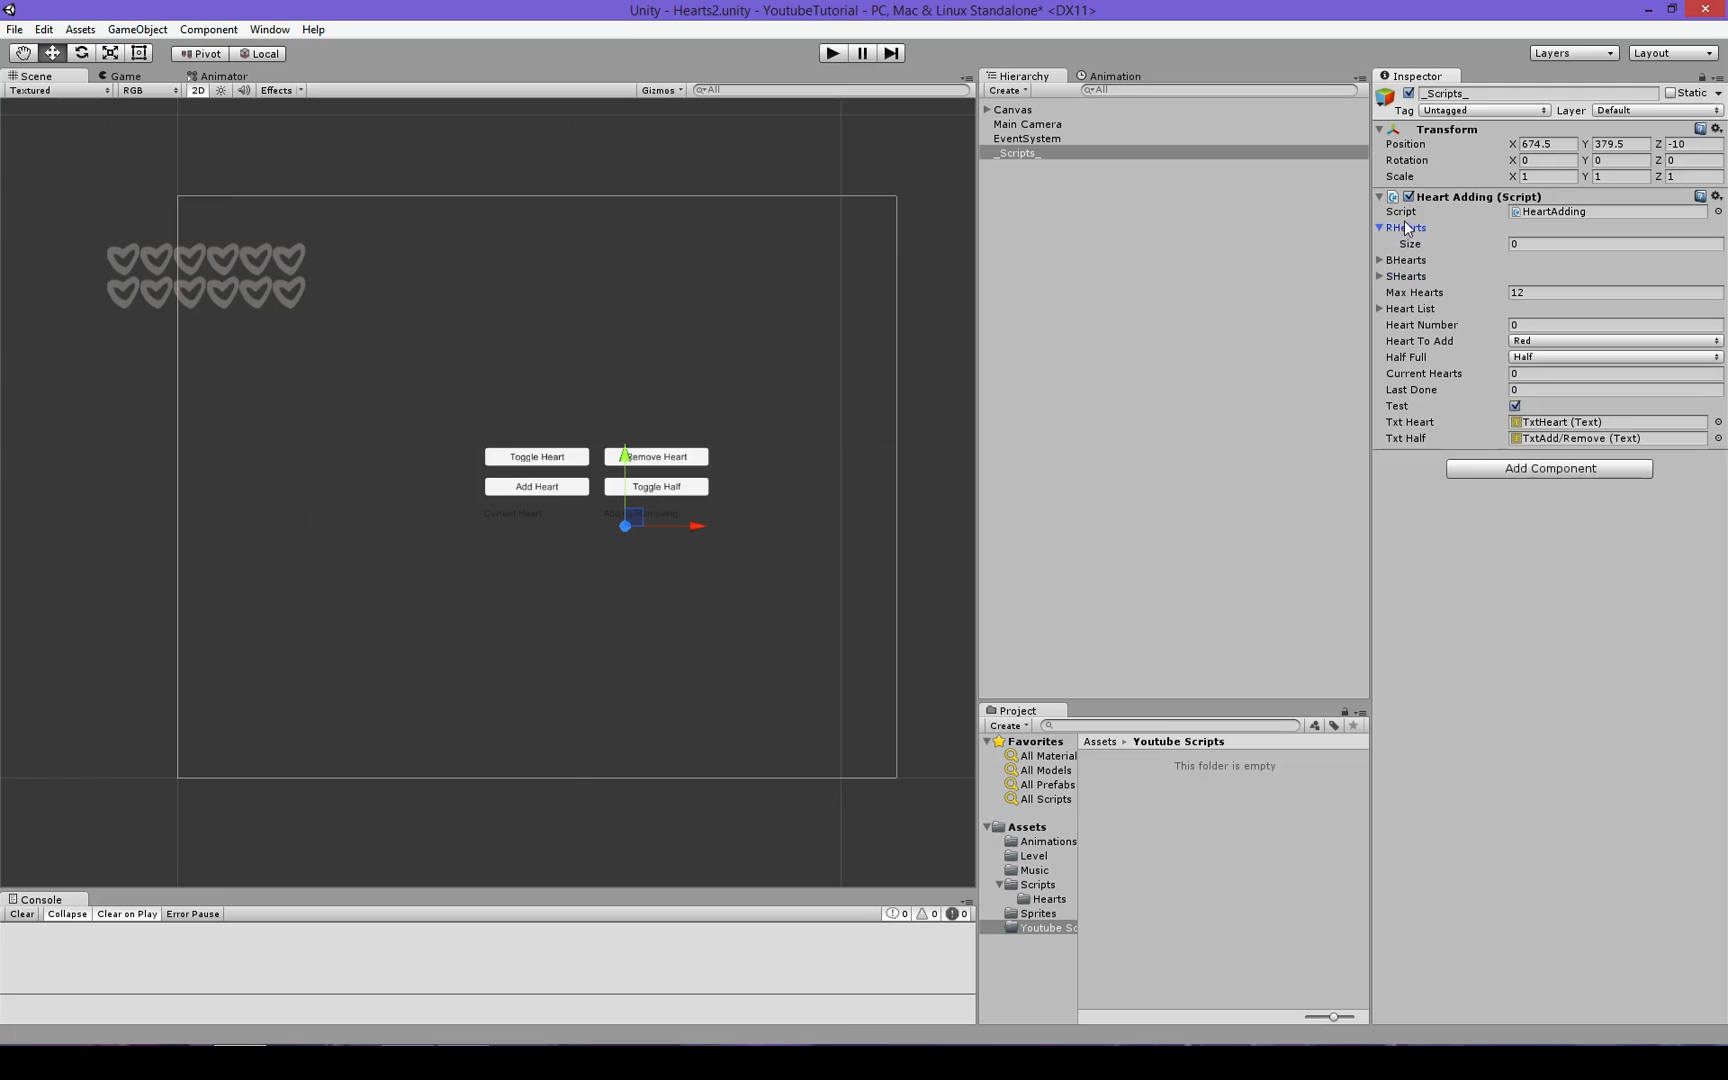 Unity - Hearts2.unity - YoutubeTutorial - PC, Mac & Linux Standalone* <DX11>
File Edit Assets GameObject Component Window Help
Pivot Local
Layers Layout
Scene Game Animator
Textured RGB 2D Effects Gizmos All
Hierarchy Animation
Create All
Canvas
Main Camera
EventSystem
_Scripts_
Inspector
_Scripts_ Static
Tag Untagged Layer Default
Transform
Position X 674.5 Y 379.5 Z -10
Rotation X 0 Y 0 Z 0
Scale X 1 Y 1 Z 1
Heart Adding (Script)
Script HeartAdding
RHearts
Size 0
BHearts
SHearts
Max Hearts 12
Heart List
Heart Number 0
Heart To Add Red
Half Full Half
Current Hearts 0
Last Done 0
Test
Txt Heart TxtHeart (Text)
Txt Half TxtAdd/Remove (Text)
Add Component
Toggle Heart Remove Heart
Add Heart Toggle Half
Current Heart
Project
Create
Favorites
All Material
All Models
All Prefabs
All Scripts
Assets
Animations
Level
Music
Scripts
Hearts
Sprites
Youtube Sc
Assets Youtube Scripts
This folder is empty
Console
Clear Collapse Clear on Play Error Pause 0 0 0